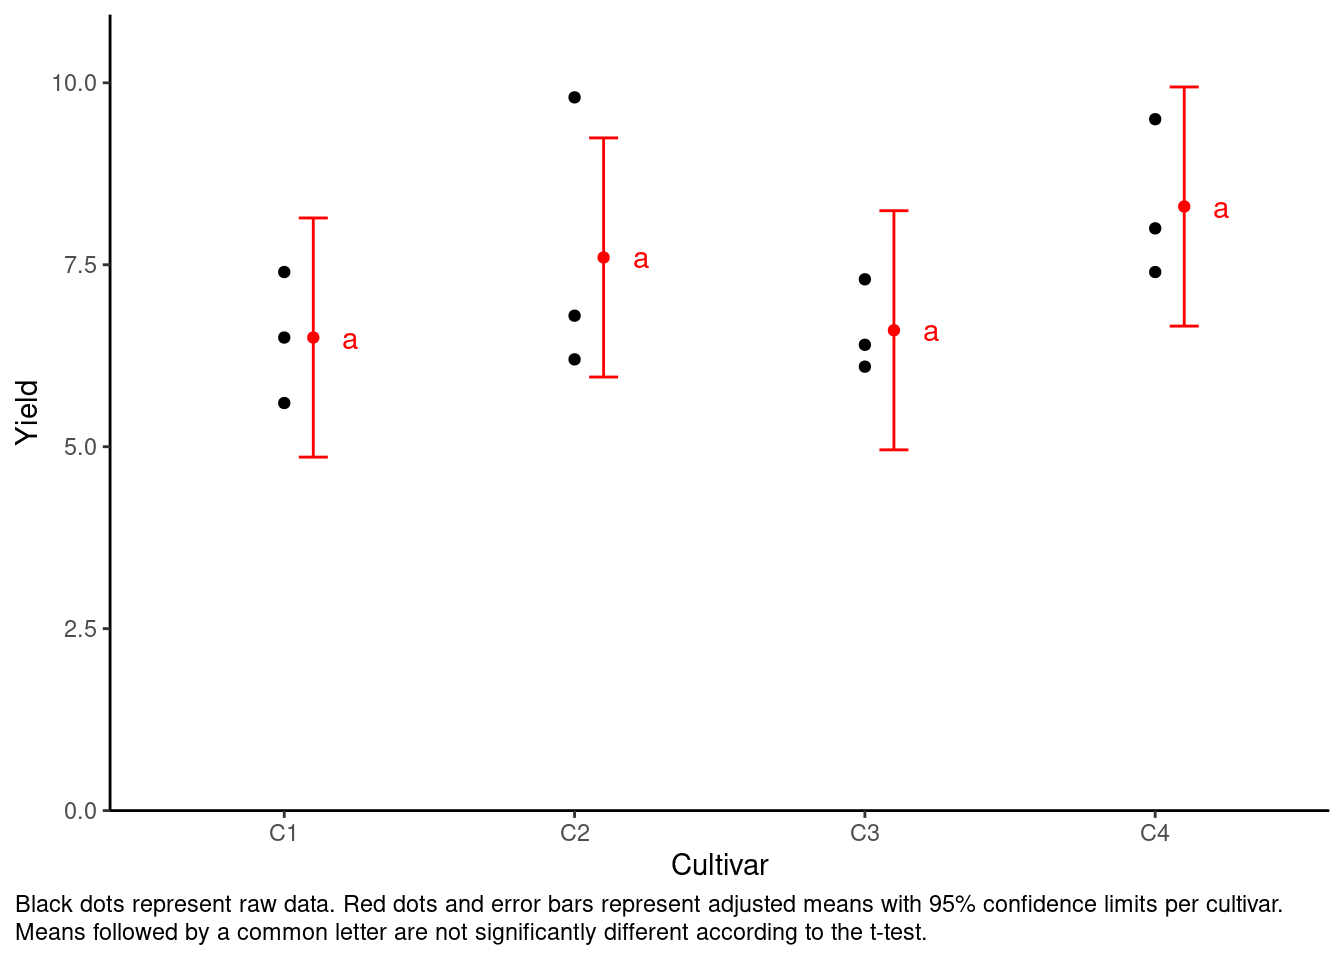 10.0
7.5
5.0
2.5
0.0
Yield
a
a
a
a
C1
C2
C3
C4
Cultivar
Black dots represent raw data. Red dots and error bars represent adjusted means with 95% confidence limits per cultivar.
Means followed by a common letter are not significantly different according to the t-test.